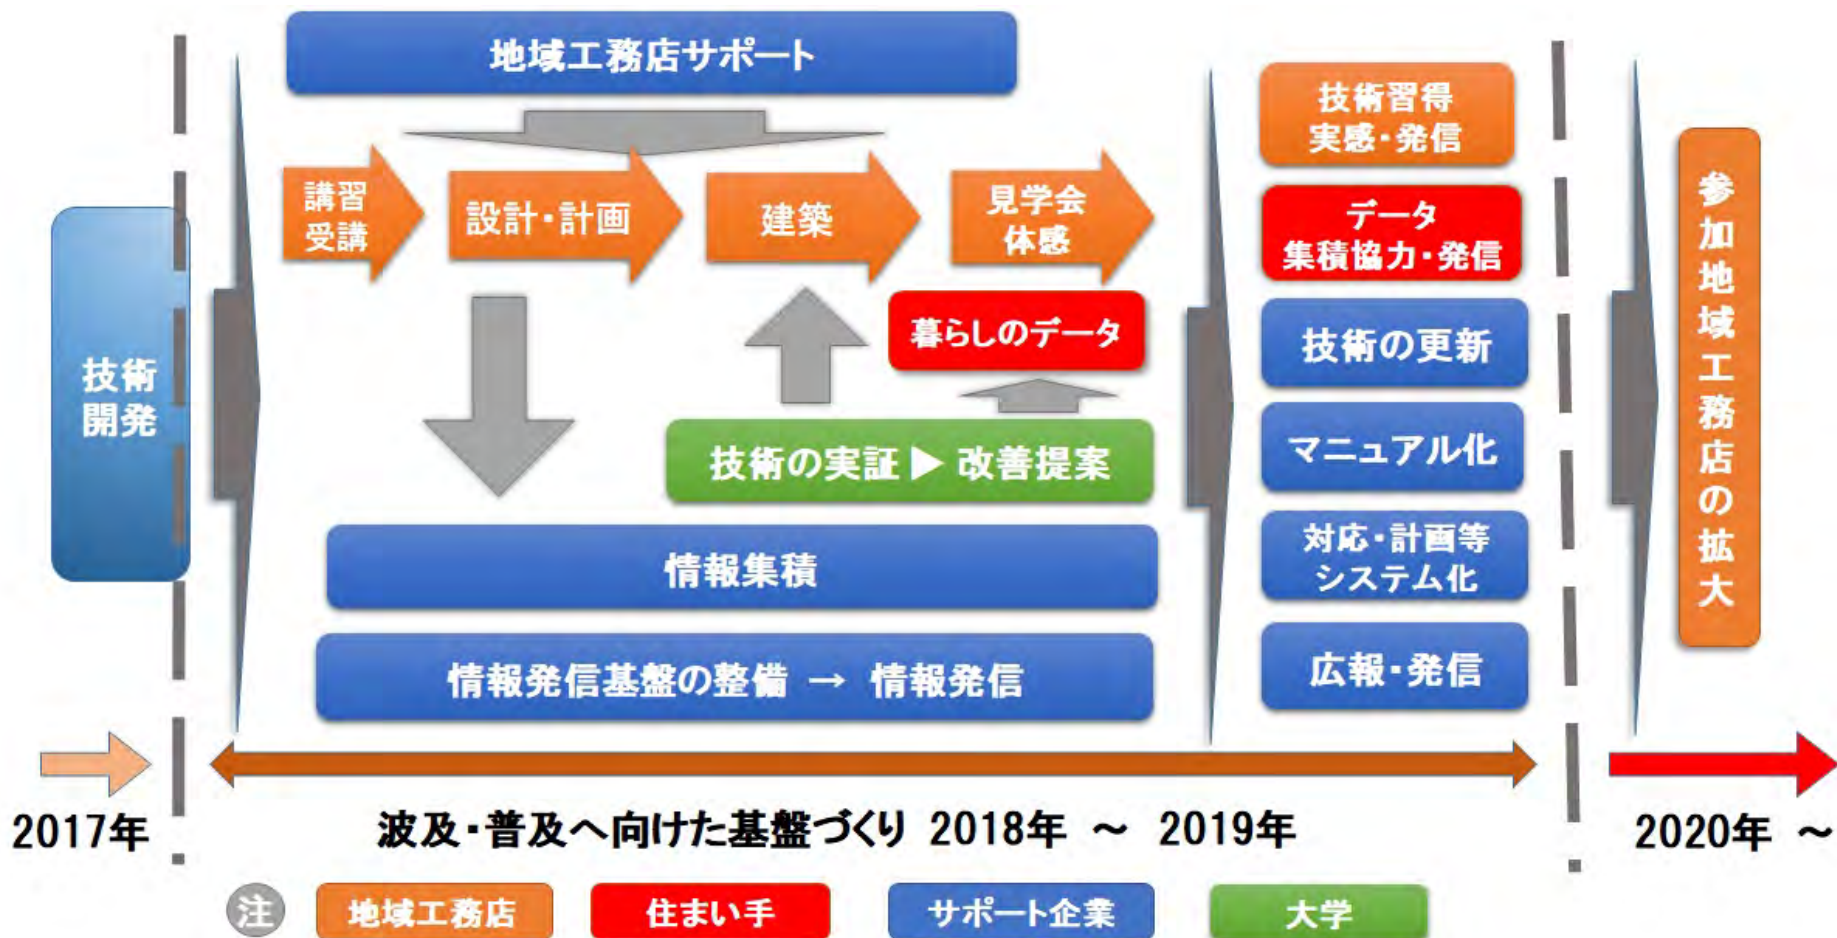 地域工務店サポート
講習
受講
設計・計画
建築
見学会
体感
暮らしのデータ
技術の実証 ▶ 改善提案
情報集積
情報発信基盤の整備 → 情報発信
技術
開発
技術習得
実感・発信
データ
集積協力・発信
技術の更新
マニュアル化
対応・計画等
システム化
広報・発信
参加地域工務店の拡大
2017年
波及・普及へ向けた基盤づくり 2018年 ～ 2019年
2020年 ～
注
地域工務店
住まい手
サポート企業
大学